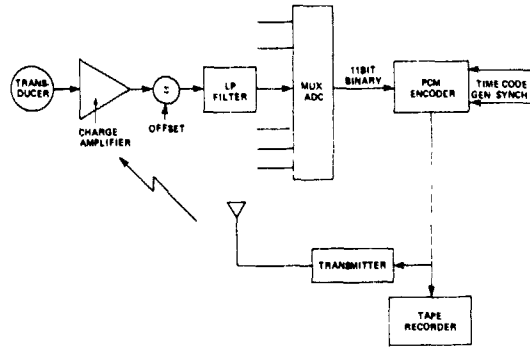 TRANS-
DUCER
CHARGE
AMPLIFIER
Σ
OFFSET
LP
FILTER
MUX
ADC
11BIT
BINARY
PCM
ENCODER
TIME CODE
GEN SYNCH
TRANSMITTER
TAPE
RECORDER